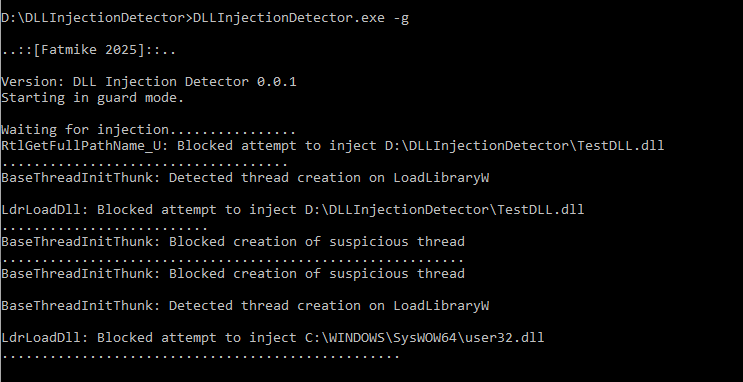 D:\DLLInjectionDetector>DLLInjectionDetector.exe -g
..::[Fatmike 2025]::..
Version: DLL Injection Detector 0.0.1
Starting in guard mode.
Waiting for injection................
RtlGetFullPathName_U: Blocked attempt to inject D:\DLLInjectionDetector\TestDLL.dll
....................................
BaseThreadInitThunk: Detected thread creation on LoadLibraryW
LdrLoadDll: Blocked attempt to inject D:\DLLInjectionDetector\TestDLL.dll
..........................
BaseThreadInitThunk: Blocked creation of suspicious thread
..........................................................
BaseThreadInitThunk: Blocked creation of suspicious thread
BaseThreadInitThunk: Detected thread creation on LoadLibraryW
LdrLoadDll: Blocked attempt to inject C:\WINDOWS\SysWOW64\user32.dll
..................................................